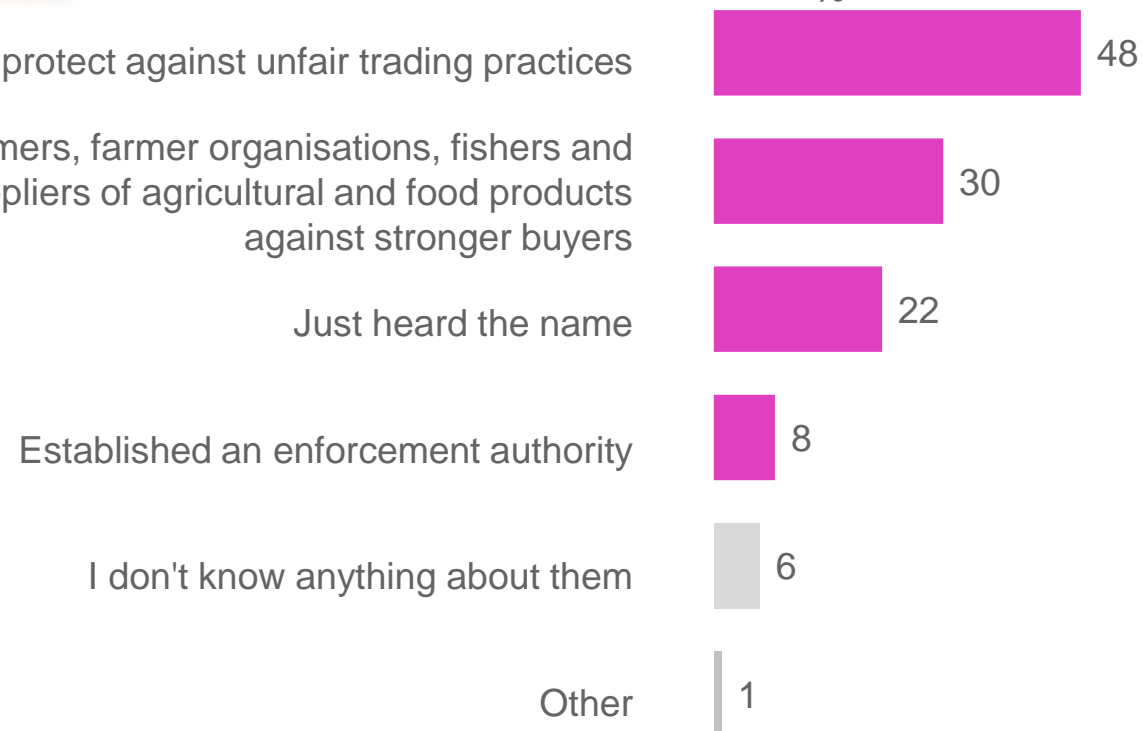 protect against unfair trading practices
48
mers, farmer organisations, fishers and
pliers of agricultural and food products
against stronger buyers
30
Just heard the name
22
Established an enforcement authority
8
I don't know anything about them
6
Other
1